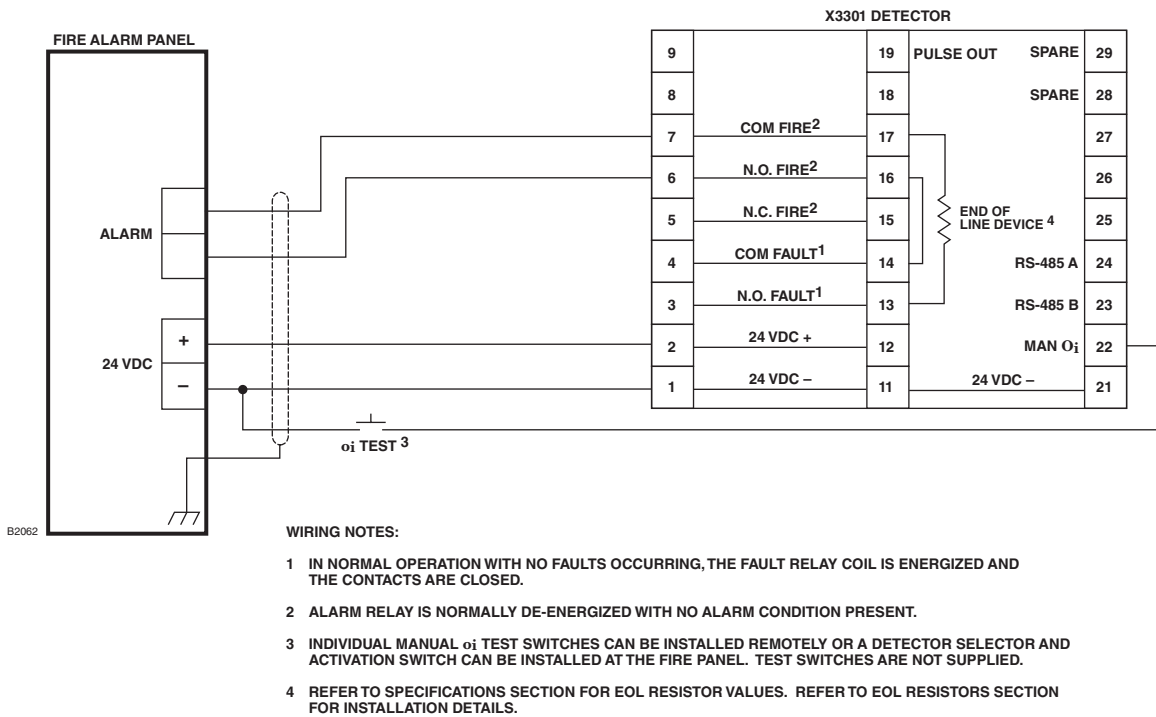 X3301 DETECTOR
FIRE ALARM PANEL
9 19 PULSE OUT SPARE 29
8 18 SPARE 28
7 COM FIRE2 17 27
6 N.O. FIRE2 16 26
5 N.C. FIRE2 15 25
END OF
LINE DEVICE 4
ALARM
4 COM FAULT1 14 RS-485 A 24
3 N.O. FAULT1 13 RS-485 B 23
+
24 VDC
–
2 24 VDC + 12 MAN Oi 22
1 24 VDC – 11 24 VDC – 21
oi TEST 3
B2062
WIRING NOTES:
1 IN NORMAL OPERATION WITH NO FAULTS OCCURRING, THE FAULT RELAY COIL IS ENERGIZED AND
THE CONTACTS ARE CLOSED.
2 ALARM RELAY IS NORMALLY DE-ENERGIZED WITH NO ALARM CONDITION PRESENT.
3 INDIVIDUAL MANUAL oi TEST SWITCHES CAN BE INSTALLED REMOTELY OR A DETECTOR SELECTOR AND
ACTIVATION SWITCH CAN BE INSTALLED AT THE FIRE PANEL. TEST SWITCHES ARE NOT SUPPLIED.
4 REFER TO SPECIFICATIONS SECTION FOR EOL RESISTOR VALUES. REFER TO EOL RESISTORS SECTION
FOR INSTALLATION DETAILS.